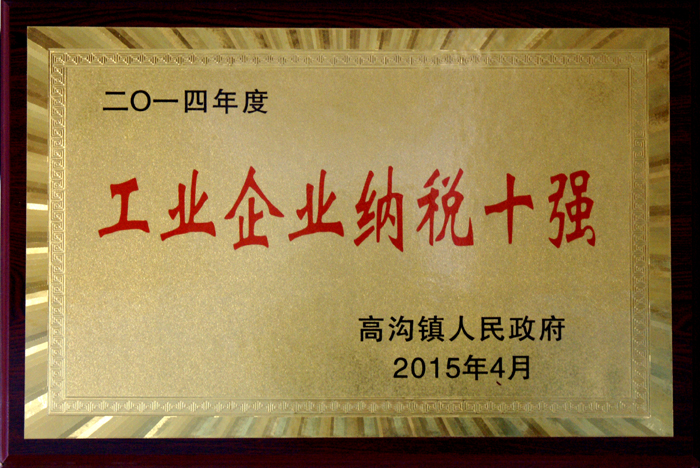 二〇一四年度
工业企业纳税十强
高沟镇人民政府
2015年4月